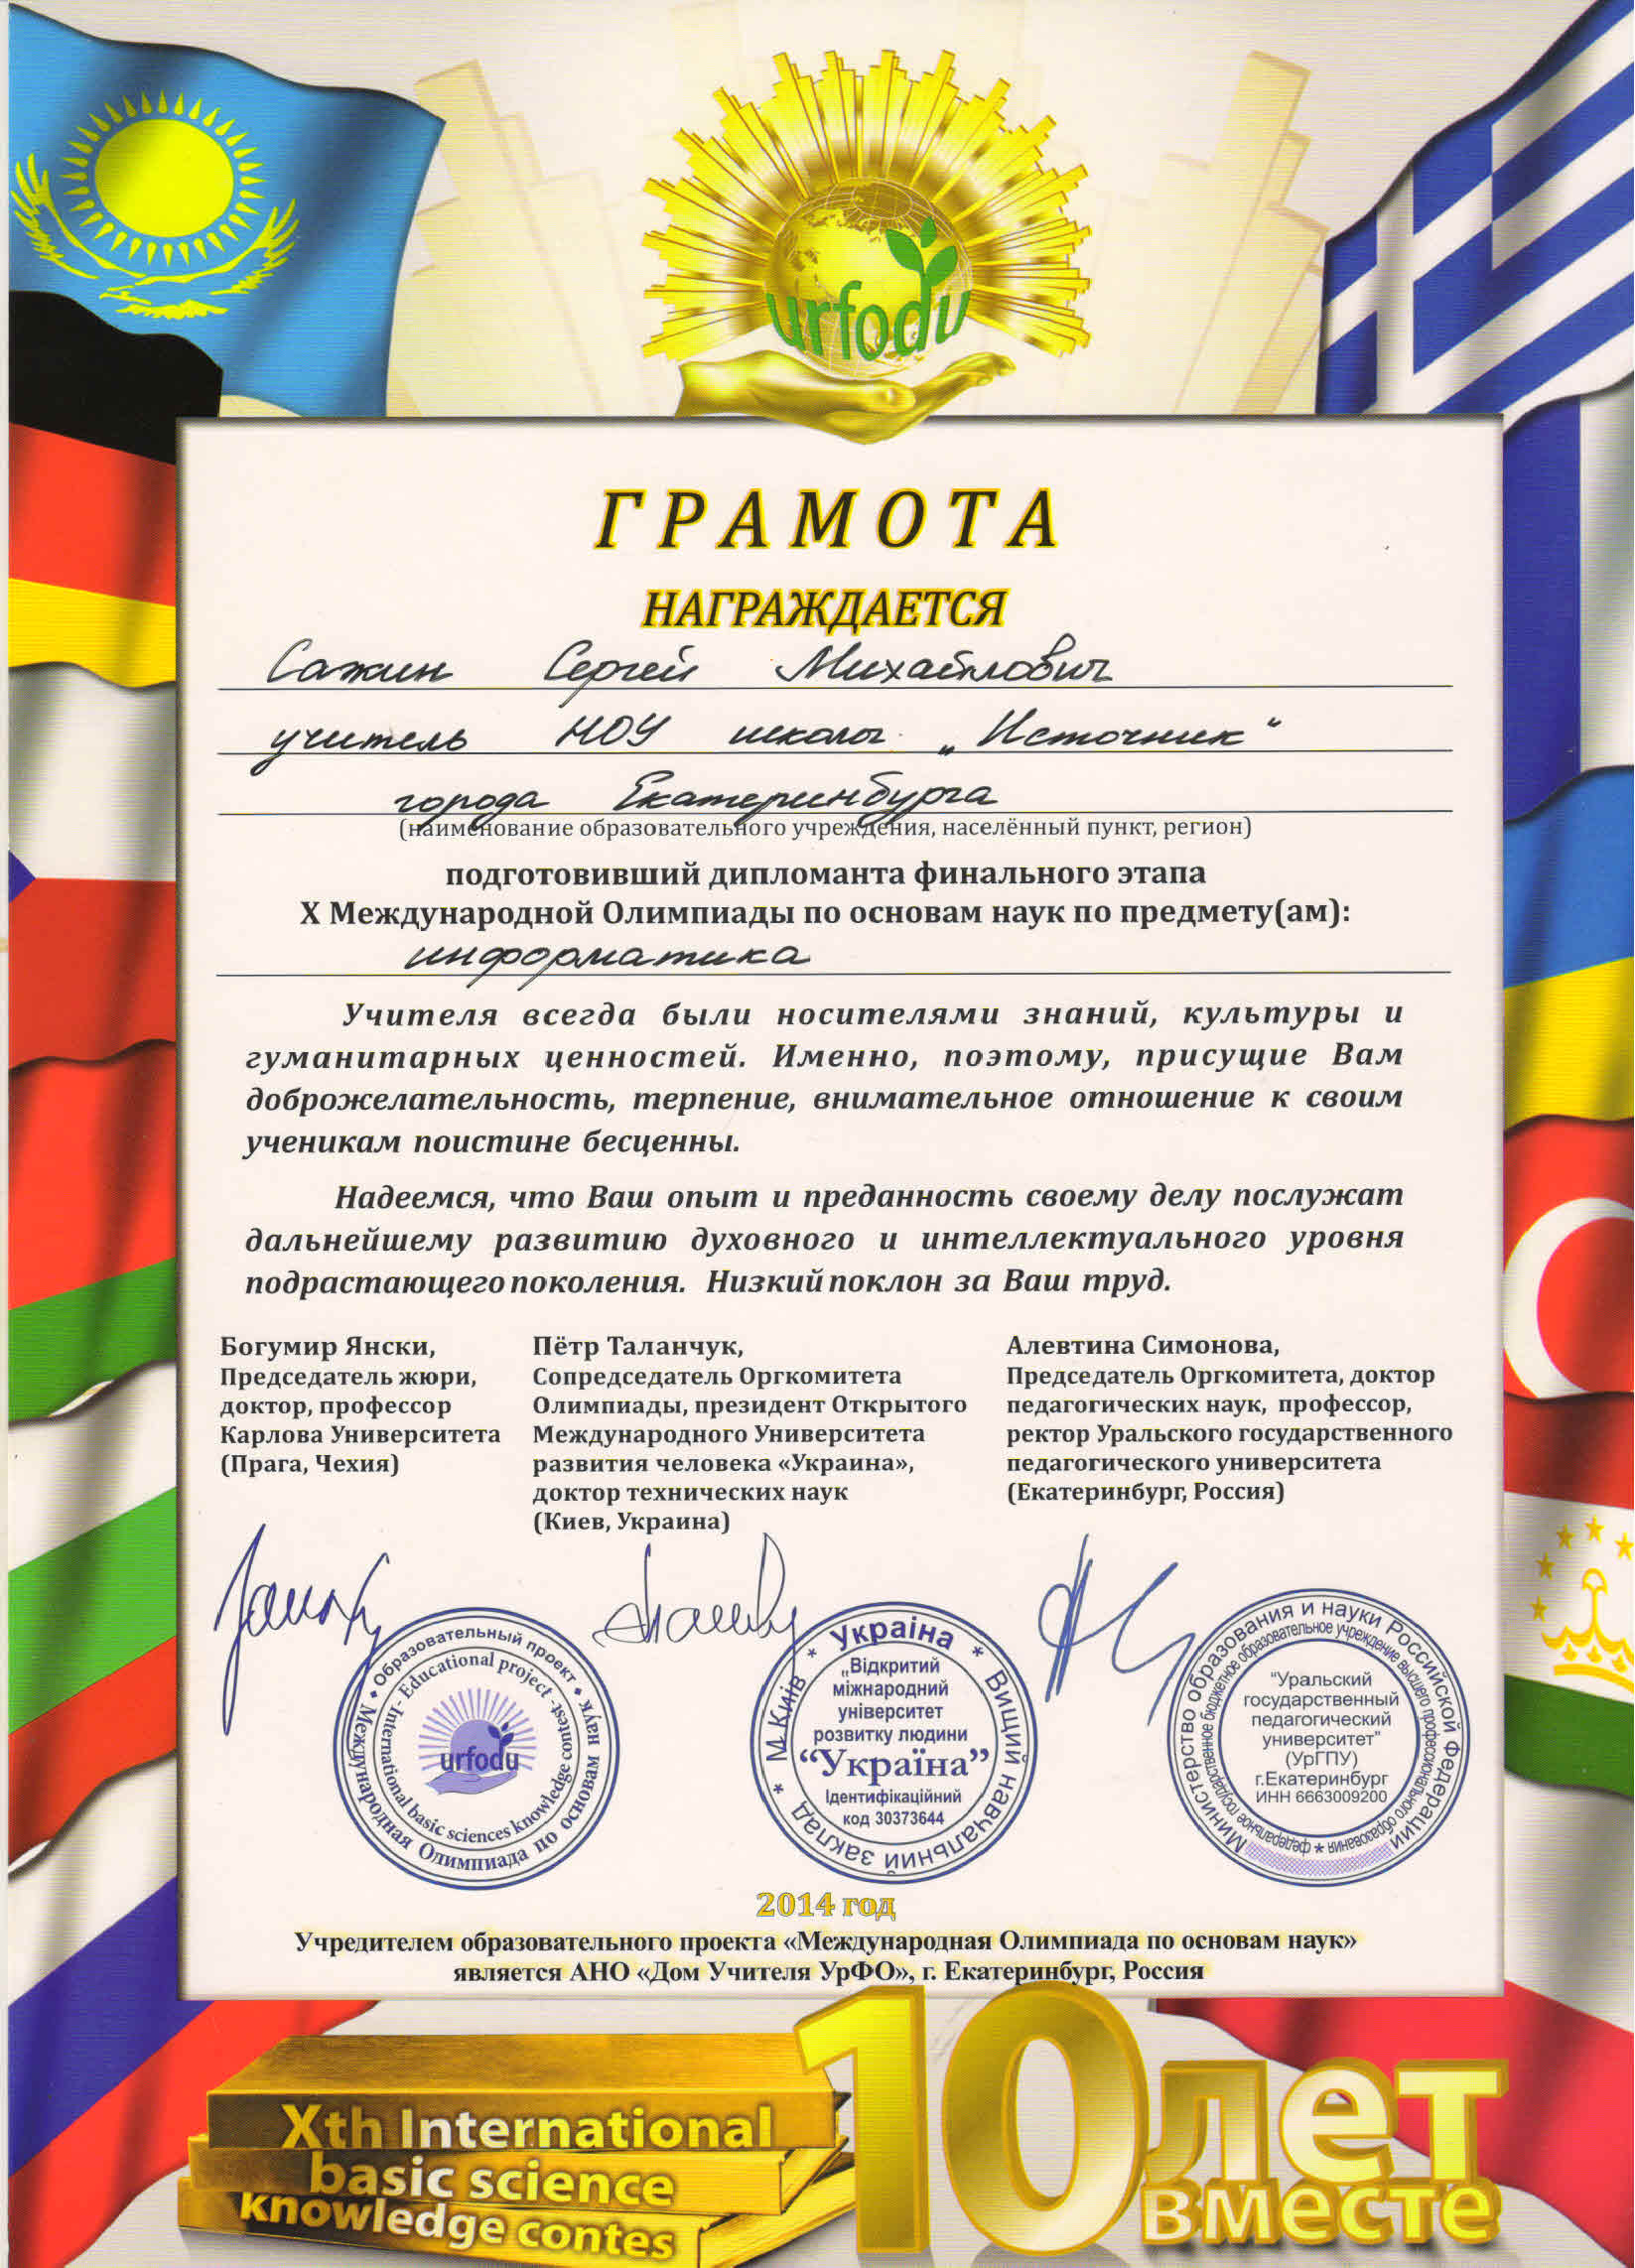 urfodu
ГРАМОТА
НАГРАЖДАЕТСЯ
Сажин Сергей Михайлович
учитель НОУ школы „Источник“
города Екатеринбурга
(наименование образовательного учреждения, населённый пункт, регион)
подготовивший дипломанта финального этапа
X Международной Олимпиады по основам наук по предмету(ам):
информатика
Учителя всегда были носителями знаний, культуры и
гуманитарных ценностей. Именно, поэтому, присущие Вам
доброжелательность, терпение, внимательное отношение к своим
ученикам поистине бесценны.
Надеемся, что Ваш опыт и преданность своему делу послужат
дальнейшему развитию духовного и интеллектуального уровня
подрастающего поколения. Низкий поклон за Ваш труд.
Богумир Янски,
Председатель жюри,
доктор, профессор
Карлова Университета
(Прага, Чехия)
Пётр Таланчук,
Сопредседатель Оргкомитета
Олимпиады, президент Открытого
Международного Университета
развития человека «Украина»,
доктор технических наук
(Киев, Украина)
Алевтина Симонова,
Председатель Оргкомитета, доктор
педагогических наук, профессор,
ректор Уральского государственного
педагогического университета
(Екатеринбург, Россия)
Образовательный проект • Международная Олимпиада по основам наук
International basic sciences knowledge contest - Educational project
urfodu
Україна * Вищий навчальний заклад * М.Київ *
„Відкритий
міжнародний
університет
розвитку людини
“Україна”
Ідентифікаційний
код 30373644
Министерство образования и науки Российской Федерации
федеральное государственное бюджетное образовательное учреждение высшего профессионального образования
“Уральский
государственный
педагогический
университет”
(УрГПУ)
г.Екатеринбург
ИНН 6663009200
2014 год
Учредителем образовательного проекта «Международная Олимпиада по основам наук»
является АНО «Дом Учителя УрФО», г. Екатеринбург, Россия
Xth International
basic science
knowledge contes
10 лет
вместе